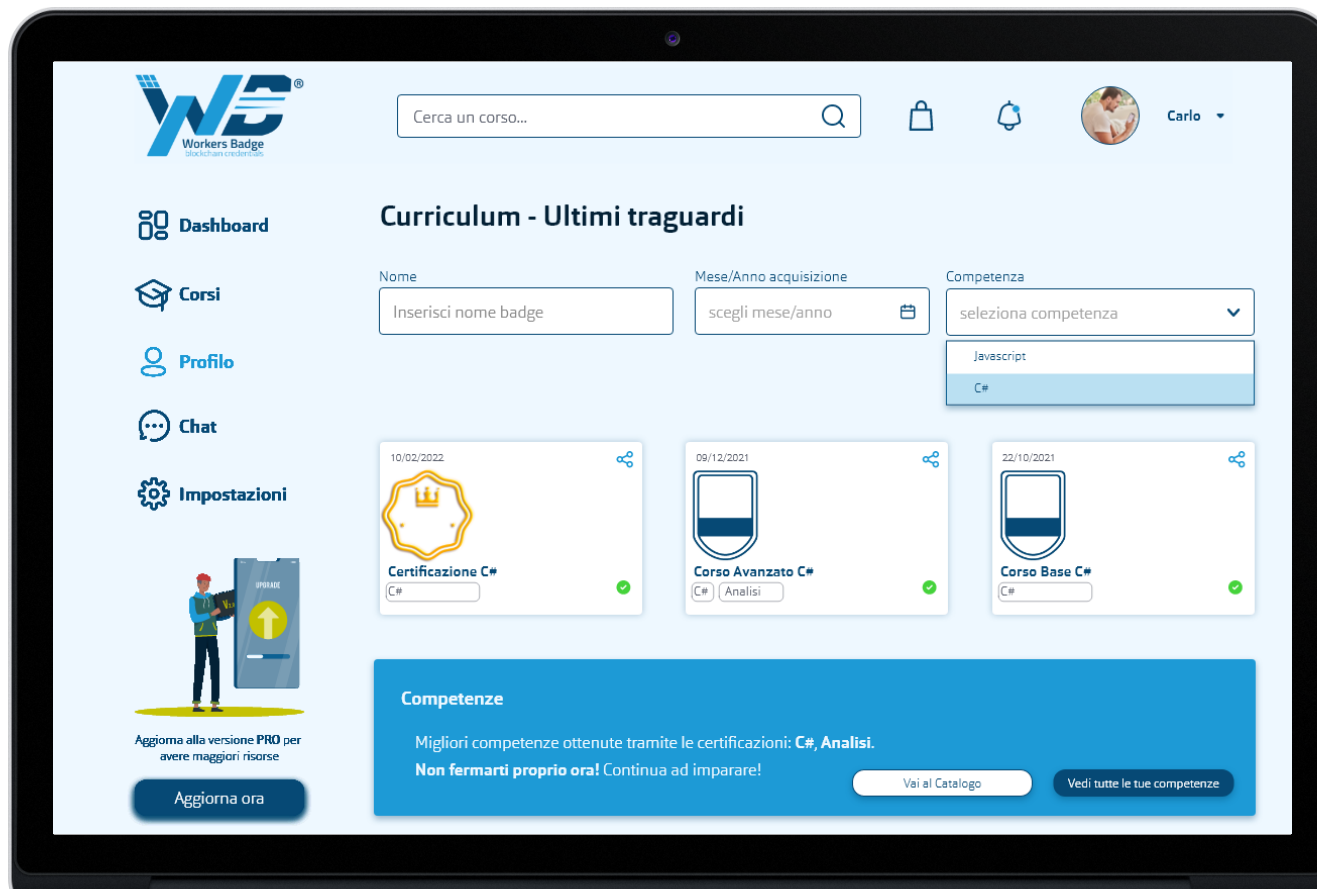 WB®
Workers Badge
blockchain credentials
Cerca un corso...
Carlo
Dashboard
Corsi
Profilo
Chat
Impostazioni
UPGRADE
Aggiorna alla versione PRO per
avere maggiori risorse
Aggiorna ora
Curriculum - Ultimi traguardi
Nome
Mese/Anno acquisizione
Competenza
Inserisci nome badge
scegli mese/anno
seleziona competenza
Javascript
C#
10/02/2022
Certificazione C#
C#
09/12/2021
Corso Avanzato C#
C# Analisi
22/10/2021
Corso Base C#
C#
Competenze
Migliori competenze ottenute tramite le certificazioni: C#, Analisi.
Non fermarti proprio ora! Continua ad imparare!
Vai al Catalogo
Vedi tutte le tue competenze